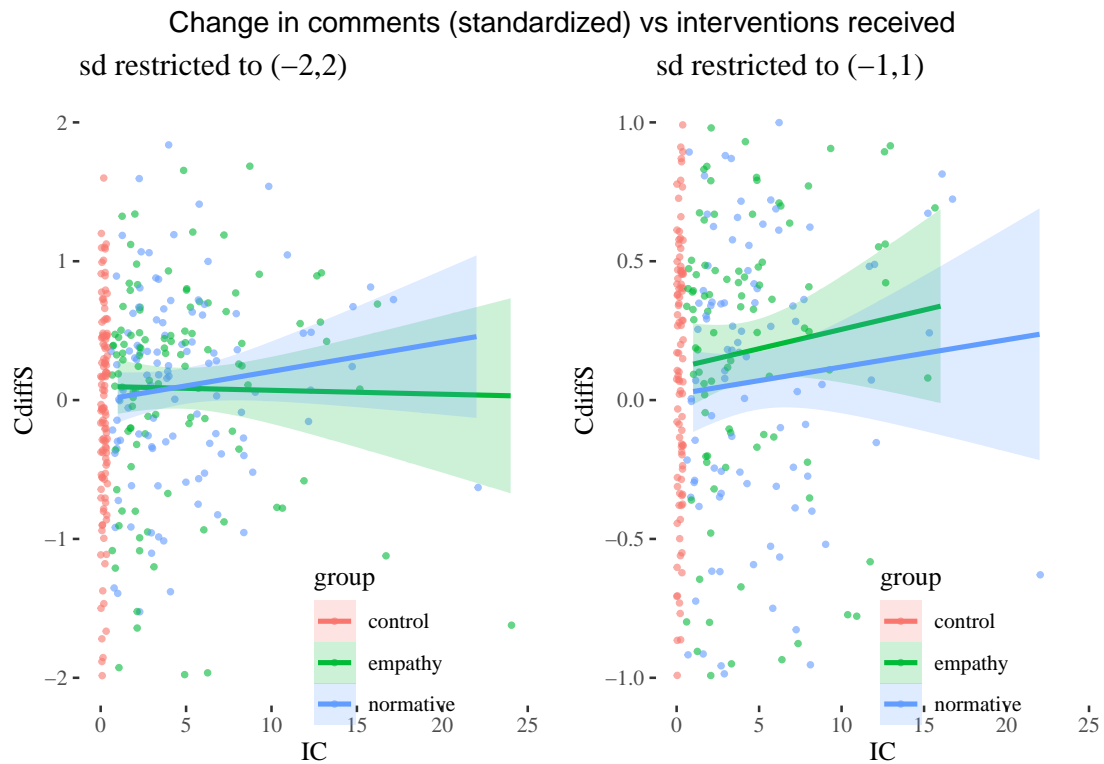 Change in comments (standardized) vs interventions received
sd restricted to (−2,2)
sd restricted to (−1,1)
CdiffS
2
1
0
−1
−2
0
5
10
15
20
25
IC
group
control
empathy
normative
CdiffS
1.0
0.5
0.0
−0.5
−1.0
0
5
10
15
20
25
IC
group
control
empathy
normative